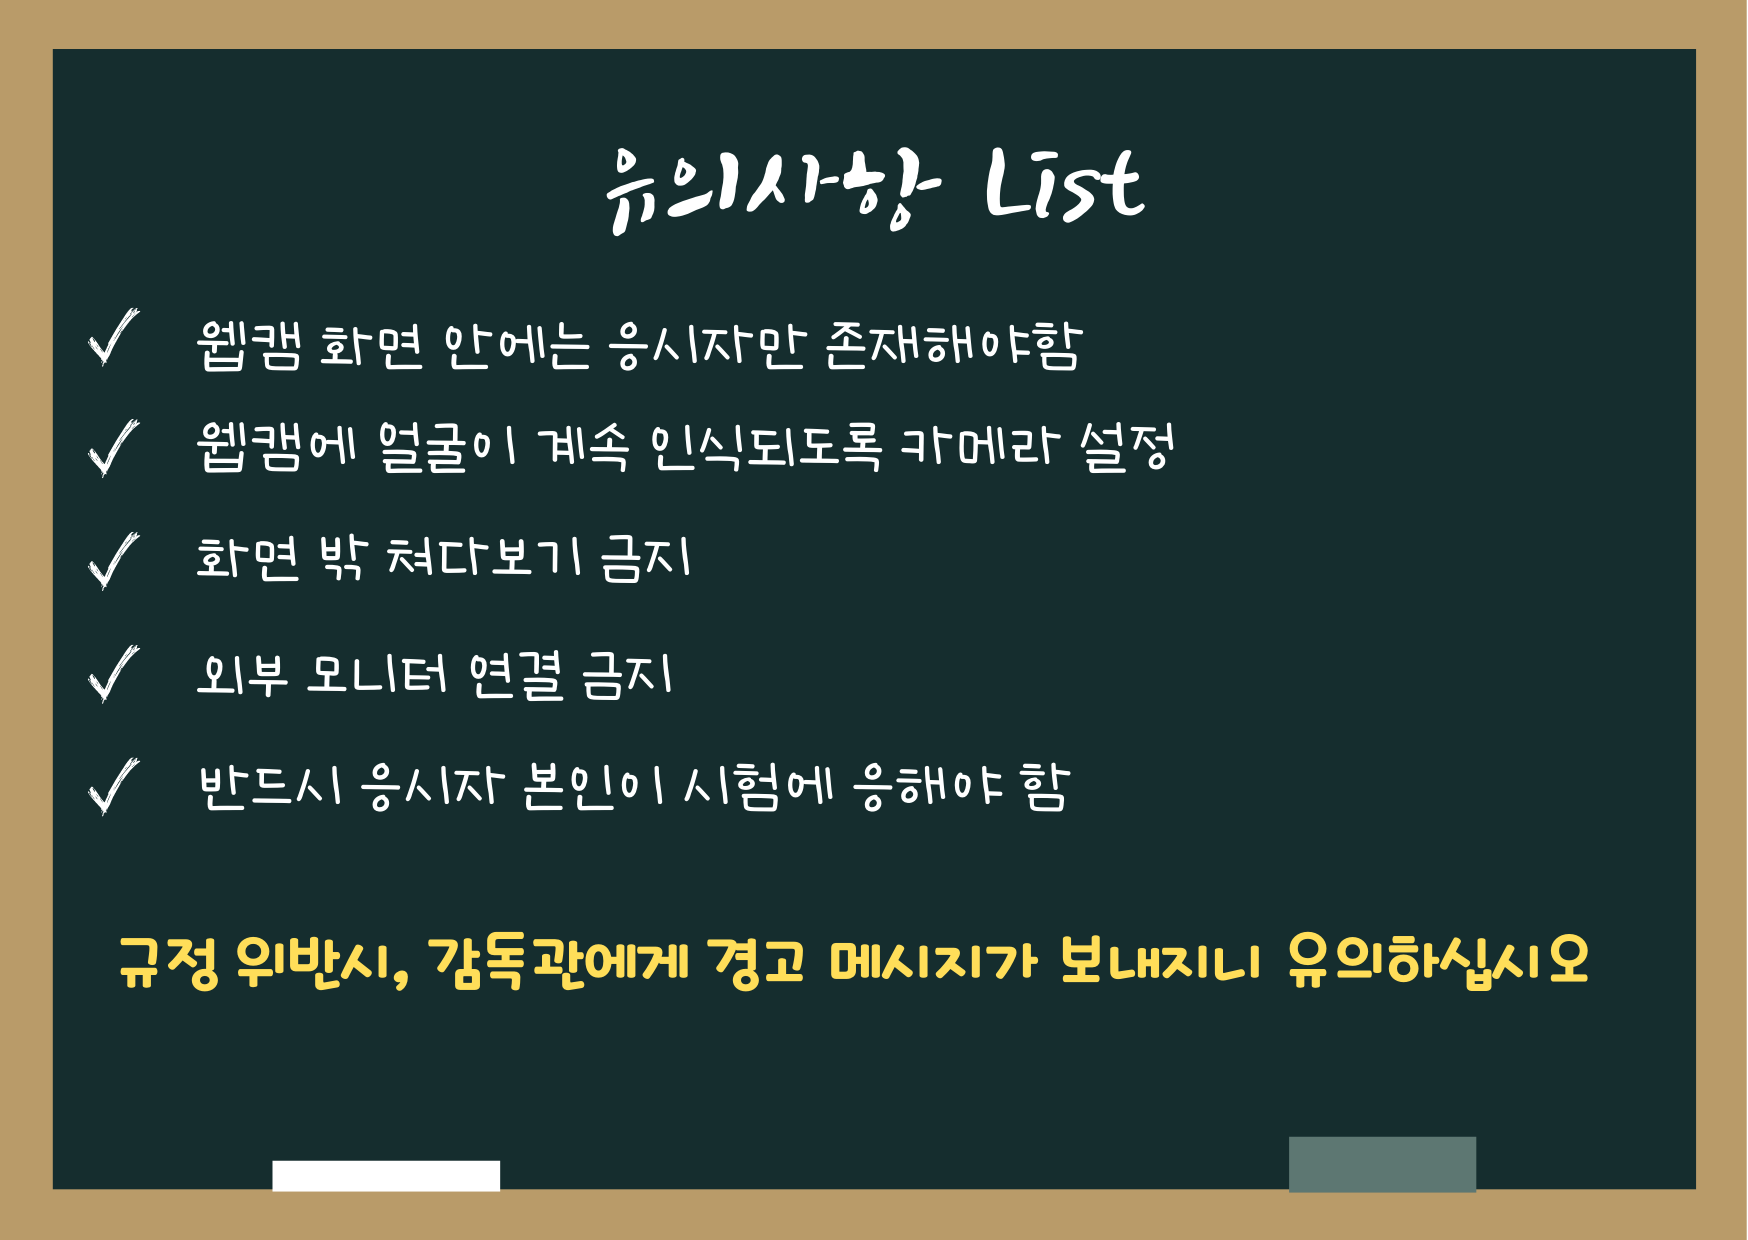 유의사항 List
웹캠 화면 안에는 응시자만 존재해야함
웹캠에 얼굴이 계속 인식되도록 카메라 설정
화면 밖 쳐다보기 금지
외부 모니터 연결 금지
반드시 응시자 본인이 시험에 응해야 함
규정 위반시, 감독관에게 경고 메시지가 보내지니 유의하십시오